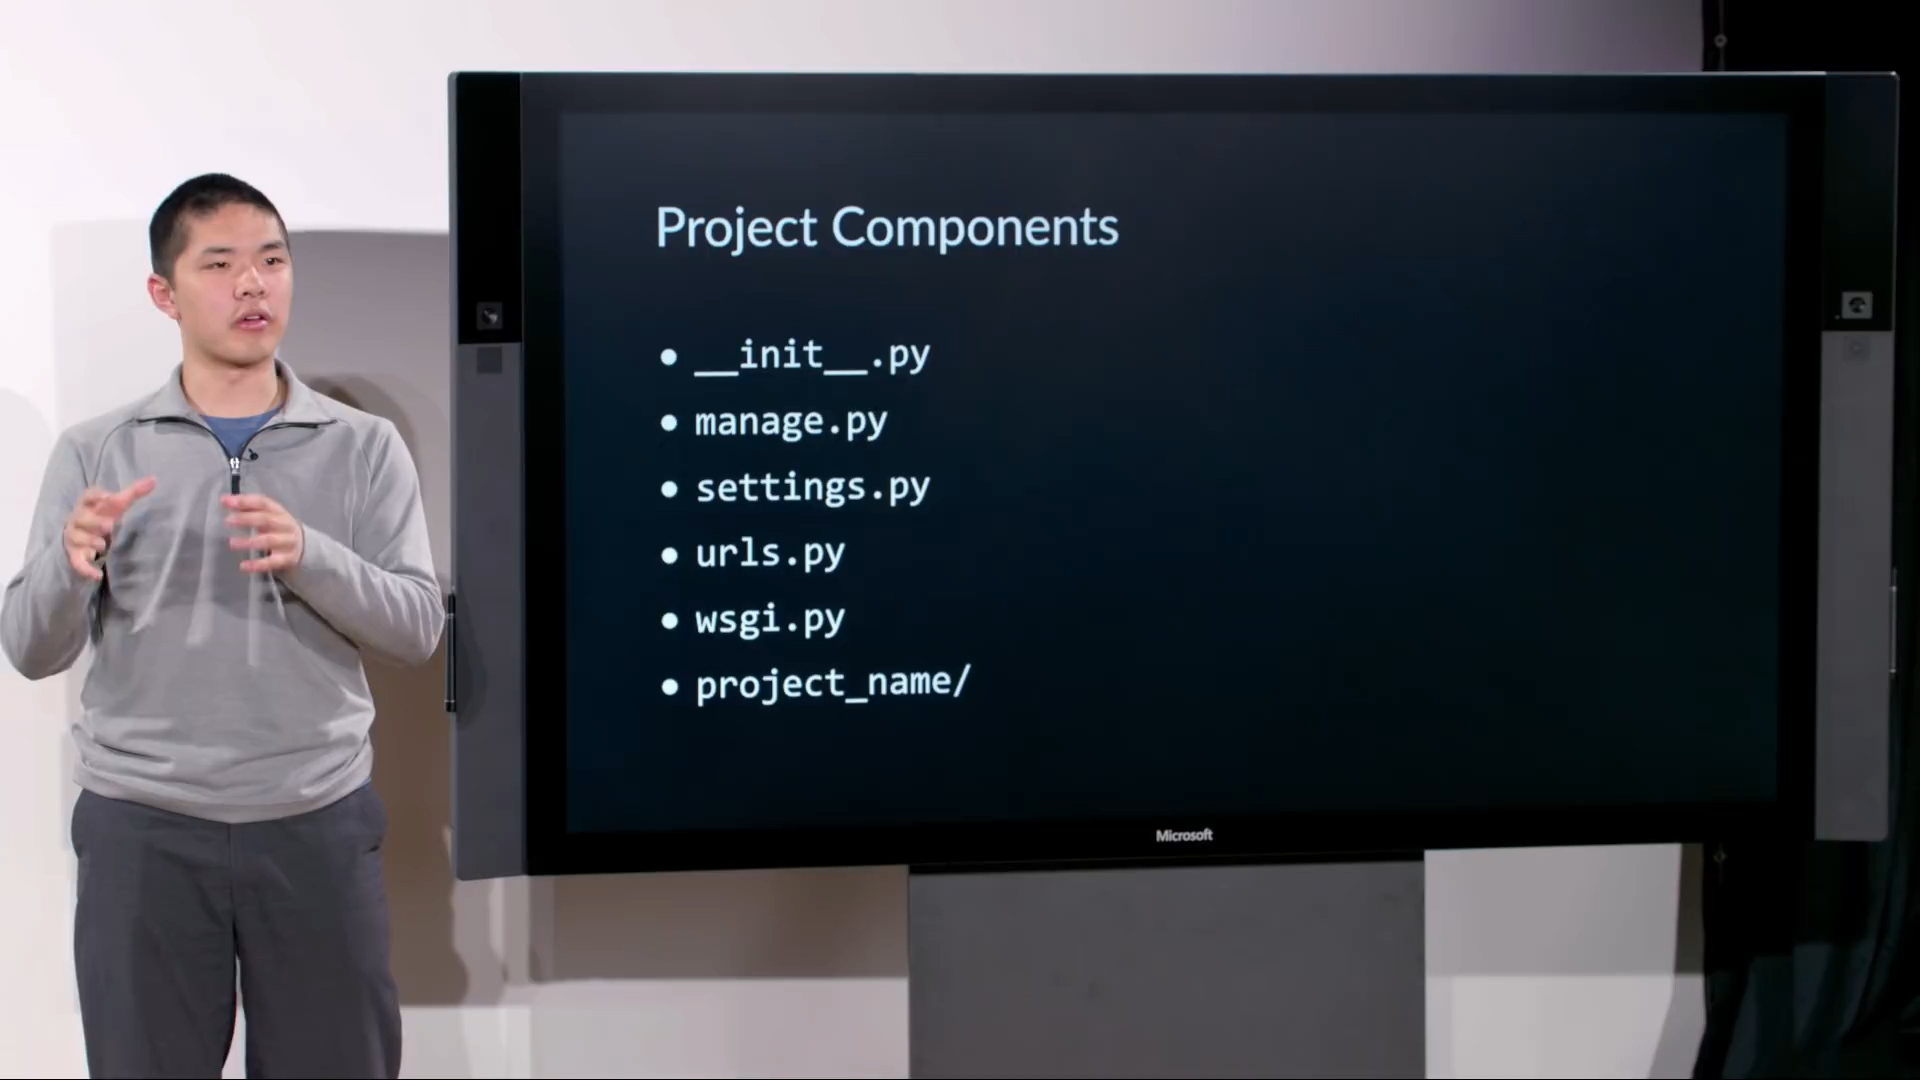 Project Components
• __init__.py
• manage.py
• settings.py
• urls.py
• wsgi.py
• project_name/
Microsoft